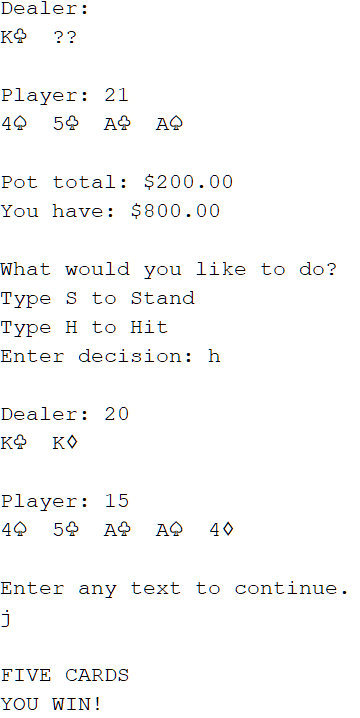 Dealer:
K♧ ??
Player: 21
4♤ 5♧ A♧ A♤
Pot total: $200.00
You have: $800.00
What would you like to do?
Type S to Stand
Type H to Hit
Enter decision: h
Dealer: 20
K♧ K♢
Player: 15
4♤ 5♧ A♧ A♤ 4♢
Enter any text to continue.
j
FIVE CARDS
YOU WIN!